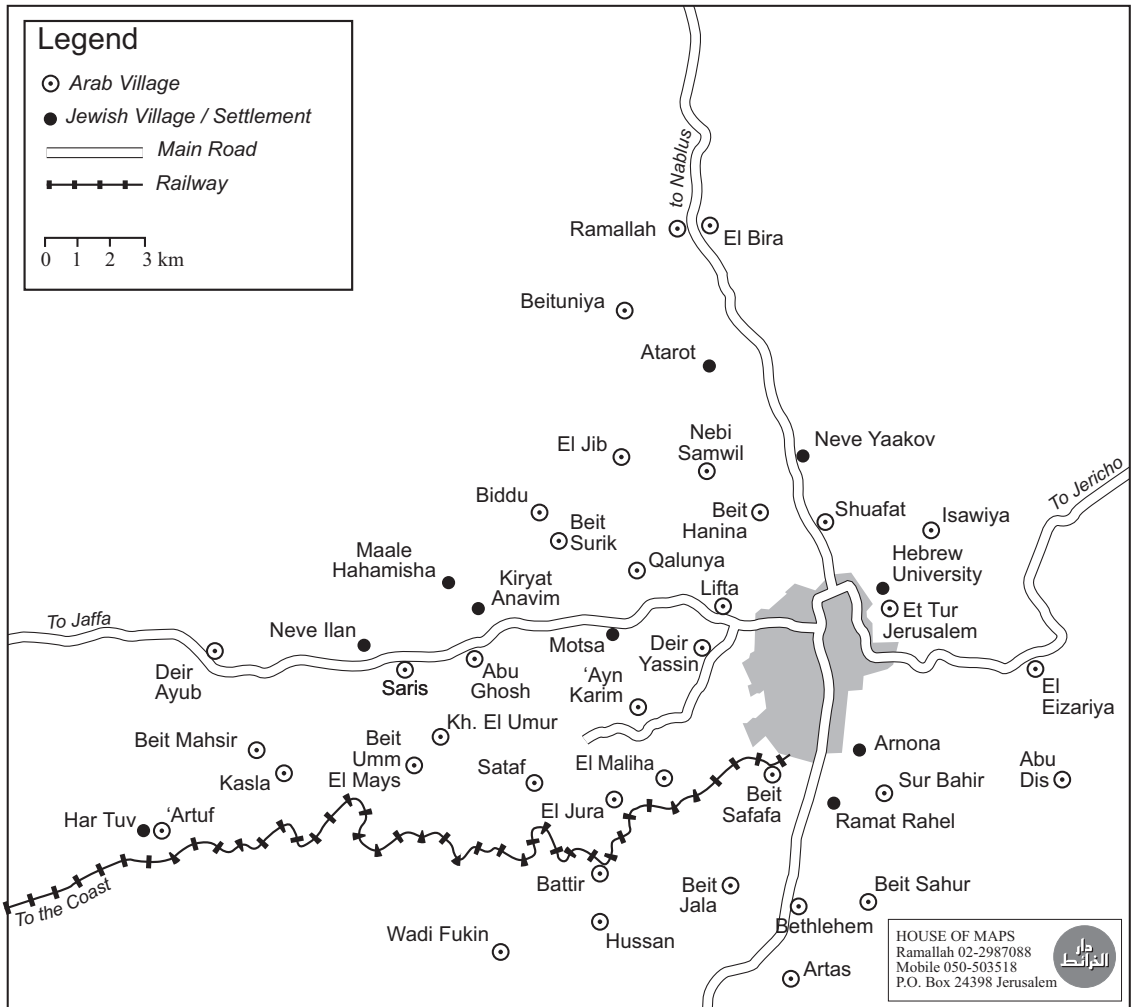 Legend
Arab Village
Jewish Village / Settlement
Main Road
Railway
0 1 2 3 km
to Nablus
Ramallah
El Bira
Beituniya
Atarot
El Jib
Nebi
Samwil
Neve Yaakov
Biddu
Beit
Surik
Beit
Hanina
Shuafat
Isawiya
To Jericho
Maale
Hahamisha
Kiryat
Anavim
Qalunya
Lifta
Hebrew
University
Et Tur
Jerusalem
To Jaffa
Neve Ilan
Motsa
Deir
Yassin
Deir
Ayub
Saris
Abu
Ghosh
‘Ayn
Karim
El
Eizariya
Beit Mahsir
Kasla
Beit
Umm
El Mays
Kh. El Umur
Sataf
El Maliha
Arnona
Abu
Dis
Har Tuv
‘Artuf
El Jura
Beit
Safafa
Sur Bahir
Ramat Rahel
To the Coast
Battir
Beit
Jala
Beit Sahur
Bethlehem
Wadi Fukin
Hussan
Artas
HOUSE OF MAPS
Ramallah 02-2987088
Mobile 050-503518
P.O. Box 24398 Jerusalem
دار
الخرائط